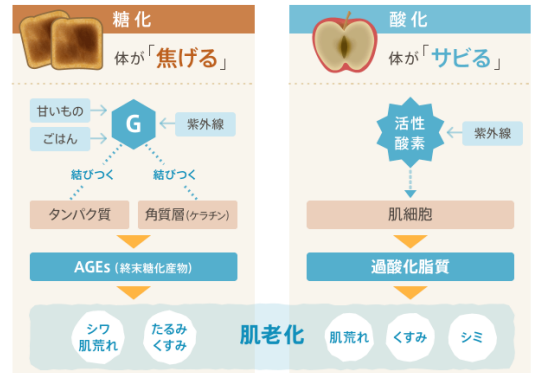 糖化
体が「焦げる」
甘いもの
ごはん
G
紫外線
結びつく
結びつく
タンパク質
角質層(ケラチン)
AGEs(終末糖化産物)
シワ
肌荒れ
たるみ
くすみ
酸化
体が「サビる」
活性
酸素
紫外線
肌細胞
過酸化脂質
肌老化
肌荒れ
くすみ
シミ